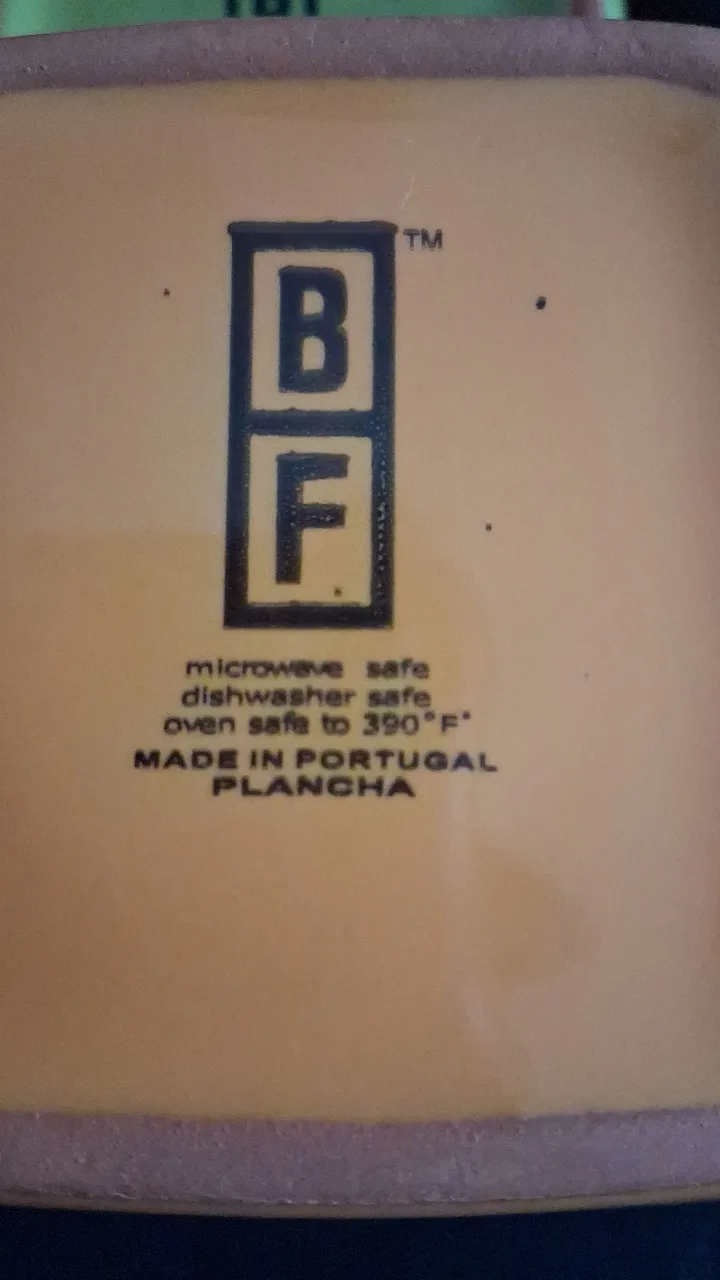 B
TM
F
microwave safe
dishwasher safe
oven safe to 390°F°
MADE IN PORTUGAL
PLANCHA